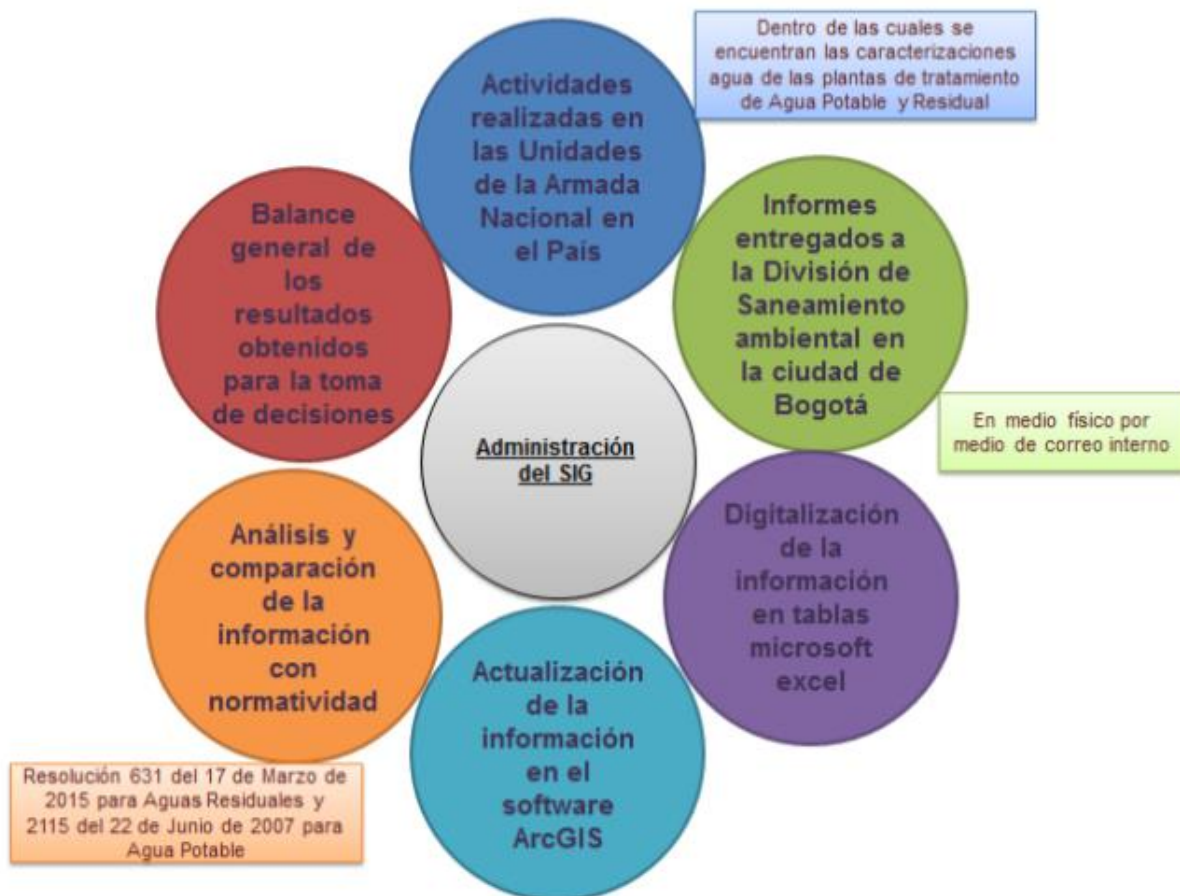 Dentro de las cuales se
encuentran las caracterizaciones
agua de las plantas de tratamiento
de Agua Potable y Residual
Actividades
realizadas en
las Unidades
de la Armada
Nacional en
el País
Informes
entregados a
la División de
Saneamiento
ambiental en
la ciudad de
Bogotá
En medio físico por
medio de correo interno
Digitalización
de la
información
en tablas
microsoft
excel
Actualización
de la
información
en el
software
ArcGIS
Análisis y
comparación
de la
información
con
normatividad
Resolución 631 del 17 de Marzo de
2015 para Aguas Residuales y
2115 del 22 de Junio de 2007 para
Agua Potable
Balance
general de
los
resultados
obtenidos
para la toma
de decisiones
Administración
del SIG